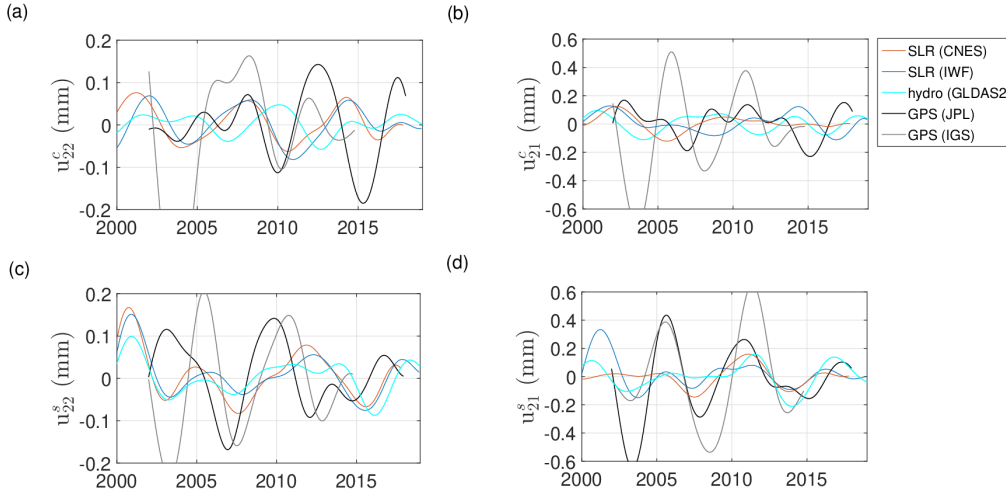 (a)
0.2
0.1
0
-0.1
-0.2
u^c_22 (mm)
2000 2005 2010 2015
(b)
0.6
0.4
0.2
0
-0.2
-0.4
-0.6
u^c_21 (mm)
2000 2005 2010 2015
SLR (CNES)
SLR (IWF)
hydro (GLDAS2
GPS (JPL)
GPS (IGS)
(c)
0.2
0.1
0
-0.1
-0.2
u^s_22 (mm)
2000 2005 2010 2015
(d)
0.6
0.4
0.2
0
-0.2
-0.4
-0.6
u^s_21 (mm)
2000 2005 2010 2015